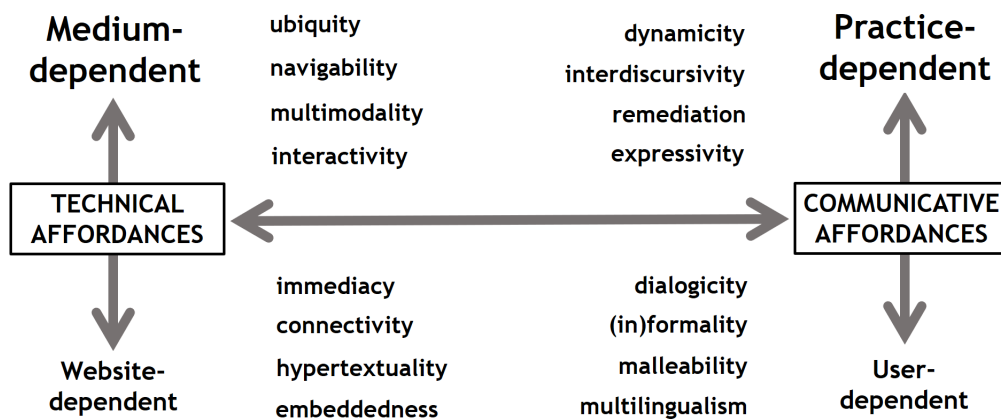 Medium-
dependent
ubiquity
navigability
multimodality
interactivity
dynamicity
interdiscursivity
remediation
expressivity
Practice-
dependent
TECHNICAL
AFFORDANCES
COMMUNICATIVE
AFFORDANCES
Website-
dependent
immediacy
connectivity
hypertextuality
embeddedness
dialogicity
(in)formality
malleability
multilingualism
User-
dependent